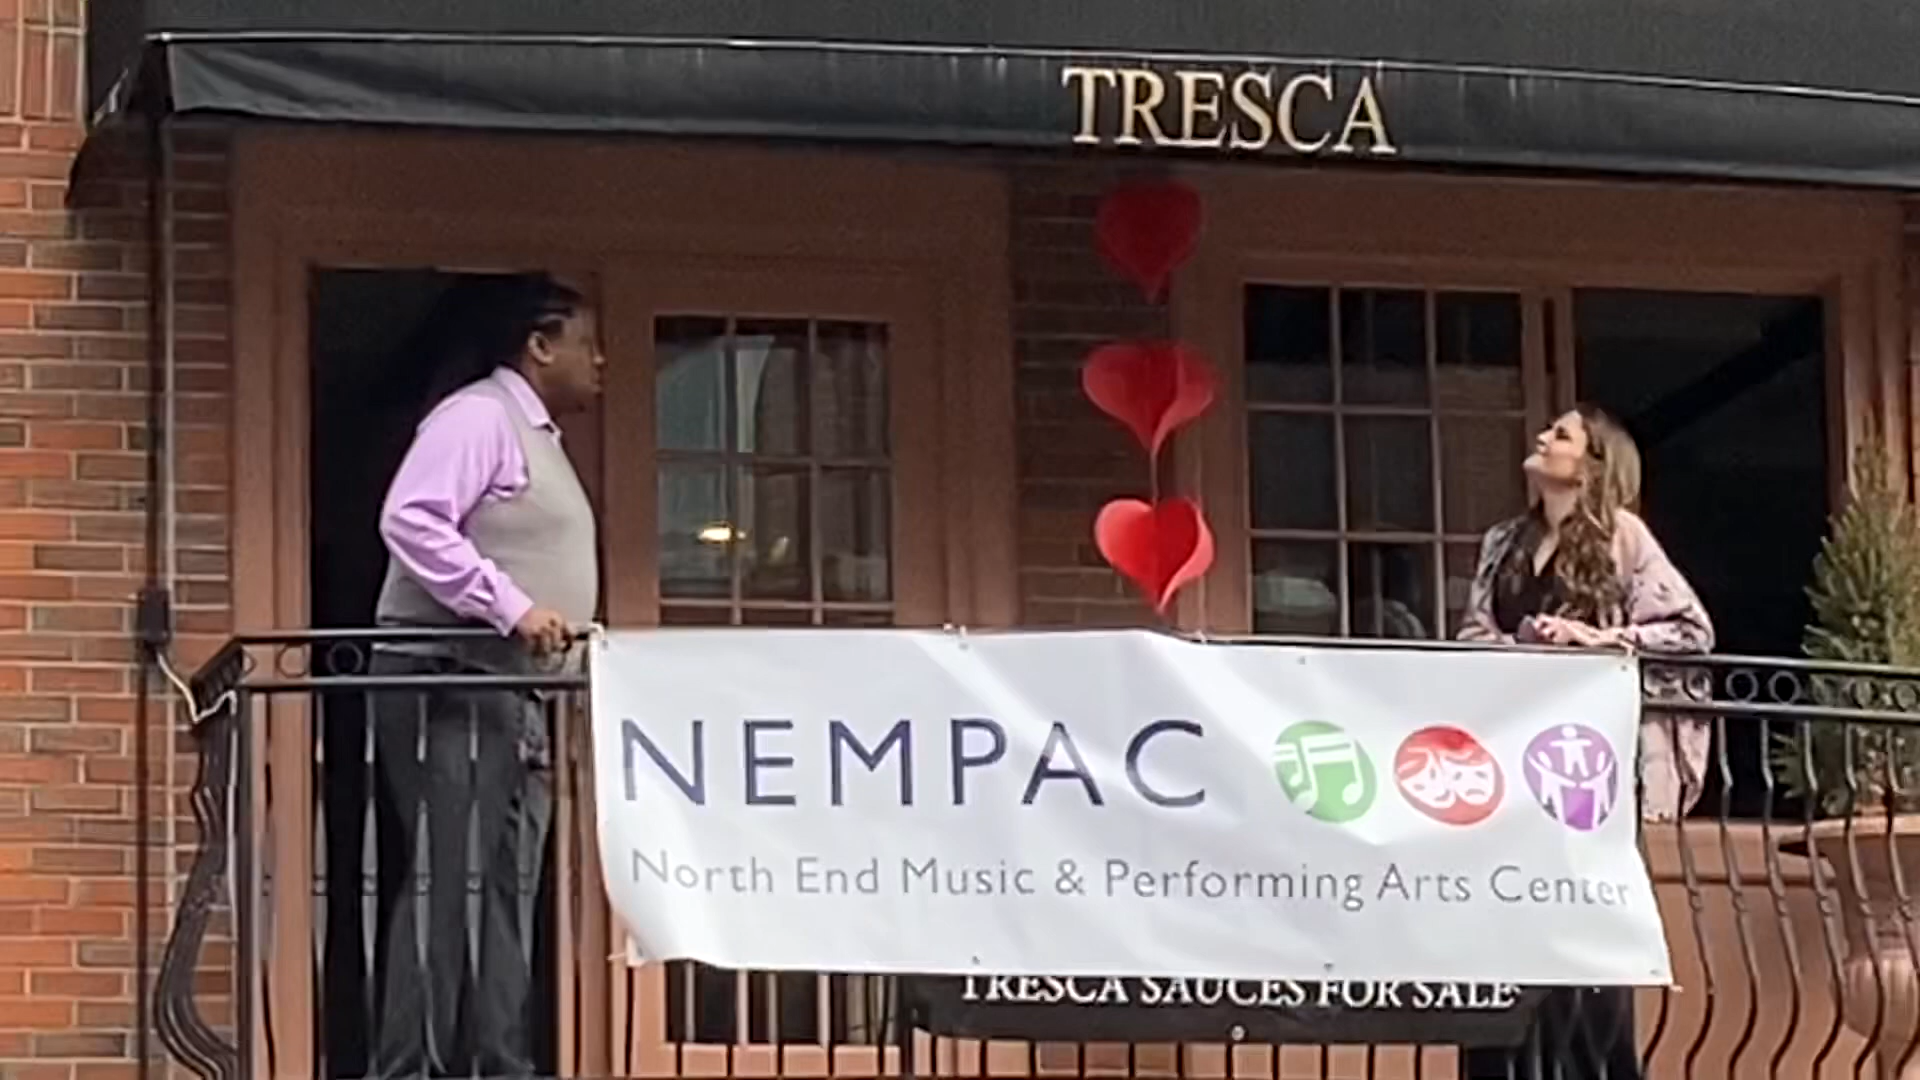 TRESCA
NEMPAC
North End Music & Performing Arts Center
TRESCA SAUCES FOR SALE